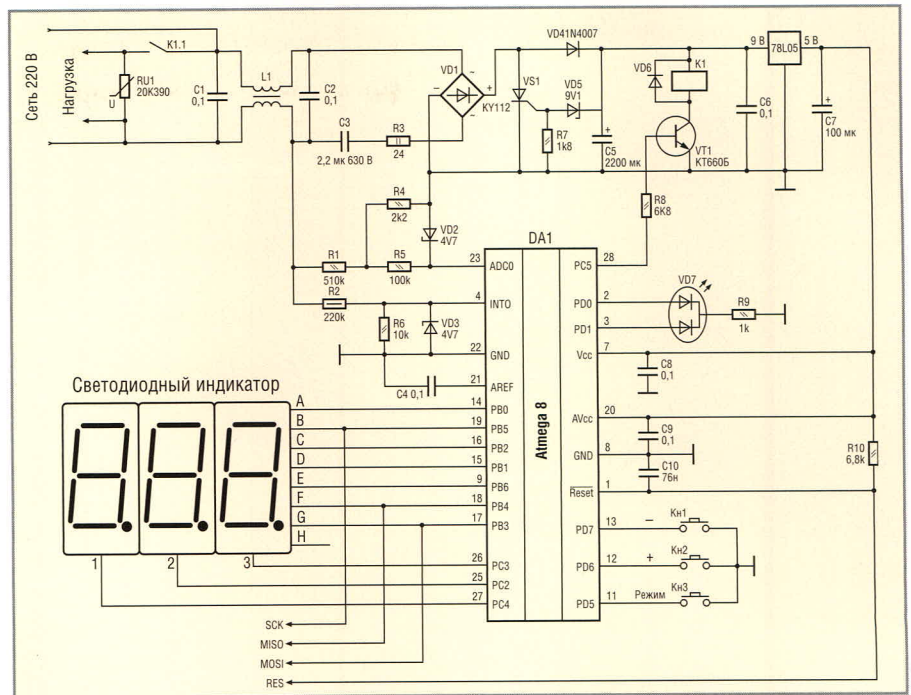 Сеть 220 В
Нагрузка
K1.1
RU1
20K390
U
C1
0,1
L1
C2
0,1
C3
2,2 мк 630 В
R3
24
VD1
KY112
~
~
–
+
VS1
VD41N4007
VD5
9V1
R7
1k8
C5
2200 мк
+
VD6
K1
VT1
КТ660Б
9 В
78L05
5 В
C6
0,1
+
C7
100 мк
R4
2k2
VD2
4V7
R8
6K8
R1
510k
R5
100k
R2
220k
R6
10k
VD3
4V7
C4 0,1
DA1
Atmega 8
23 ADC0
4 INTO
22 GND
21 AREF
14 PB0
19 PB5
16 PB2
15 PB1
9 PB6
18 PB4
17 PB3
26 PC3
25 PC2
27 PC4
PC5 28
PD0 2
PD1 3
Vcc 7
AVcc 20
GND 8
Reset 1
PD7 13
PD6 12
PD5 11
VD7
R9
1k
C8
0,1
C9
0,1
C10
76н
R10
6,8k
– Кн1
+ Кн2
Режим Кн3
Светодиодный индикатор
A
B
C
D
E
F
G
H
1
2
3
SCK
MISO
MOSI
RES